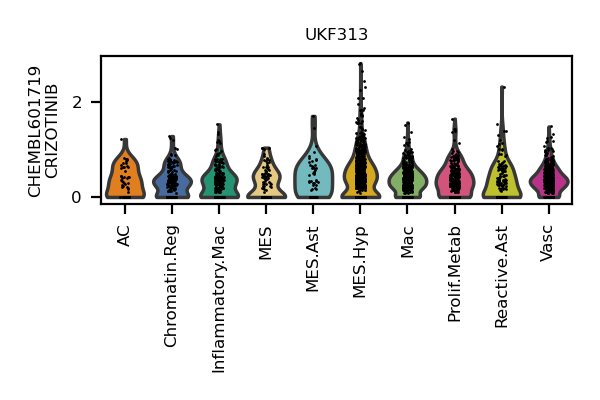 UKF313
CHEMBL601719
CRIZOTINIB
2
0
AC
Chromatin.Reg
Inflammatory.Mac
MES
MES.Ast
MES.Hyp
Mac
Prolif.Metab
Reactive.Ast
Vasc